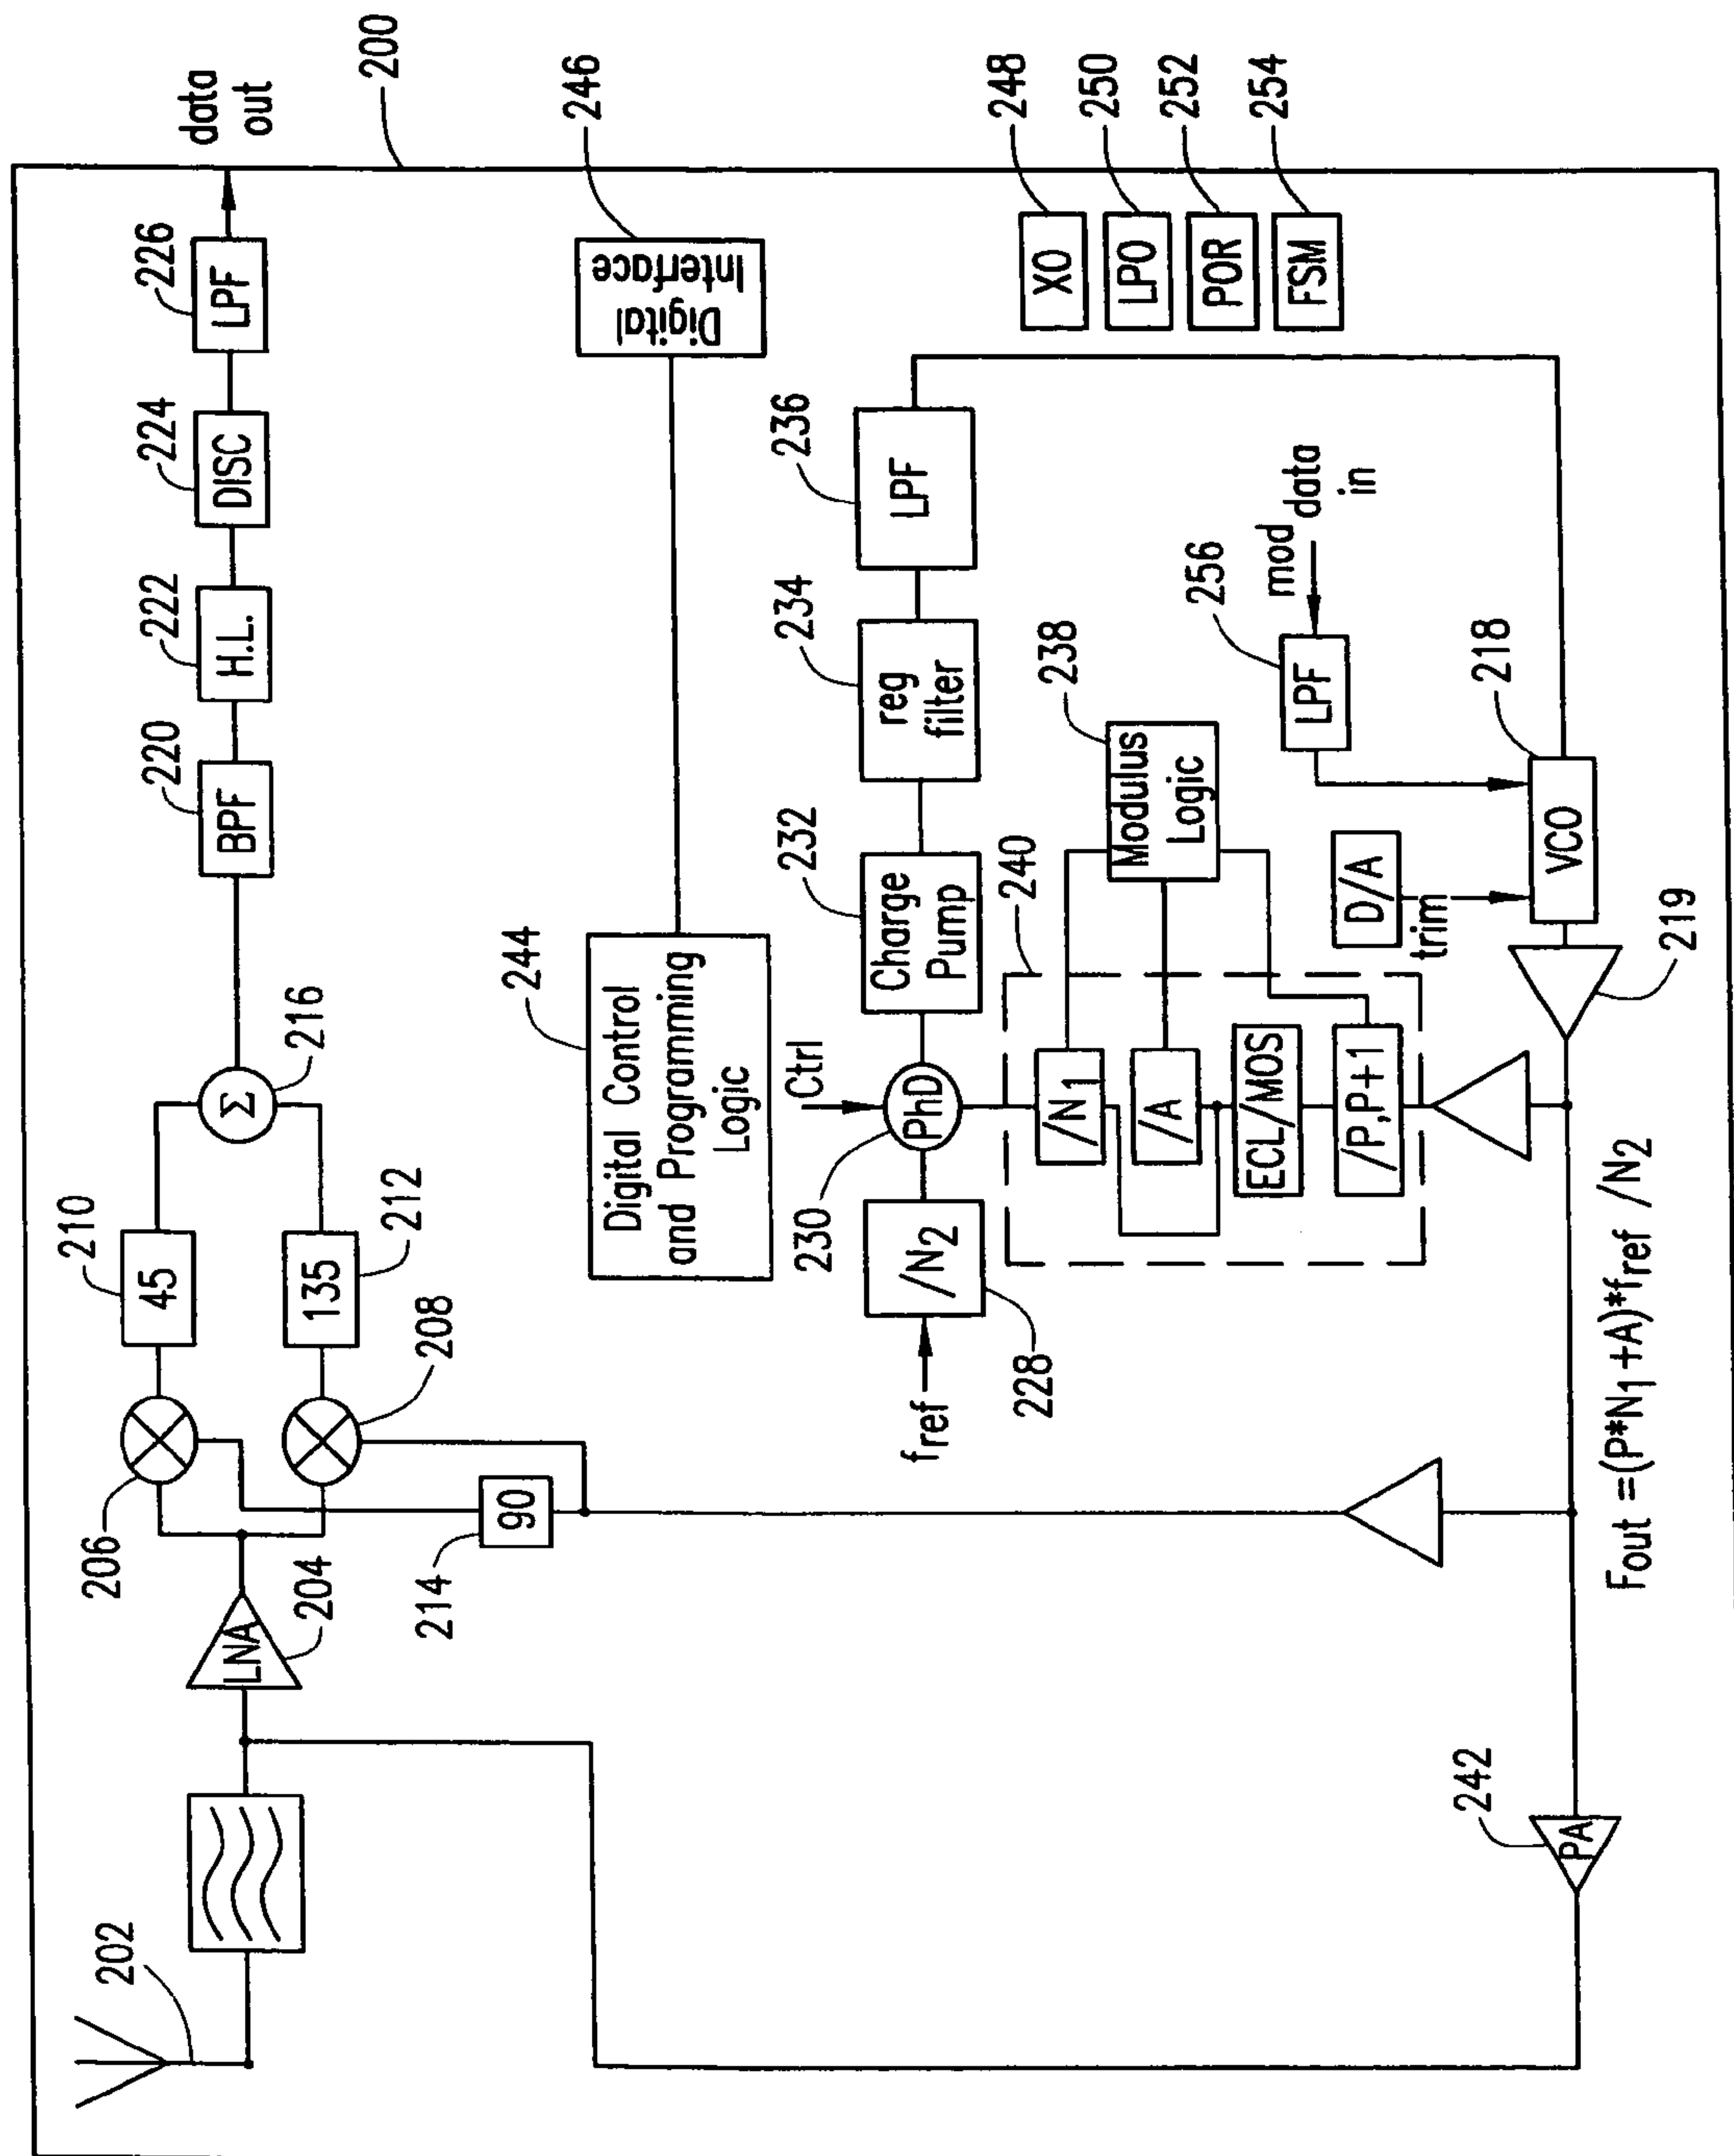 data
out
200
202
204
LNA
206
208
210
45
212
135
214
90
216
Σ
220
BPF
222
H.L.
224
DISC
226
LPF
244
Digital Control
and Programming
Logic
246
Digital
Interface
fref
228
/N2
230
PhD
Ctrl
232
Charge
Pump
234
reg
filter
236
LPF
240
/N1
/A
ECL/MOS
/P,P+1
238
Modulus
Logic
256
LPF
mod data
in
D/A
trim
218
VCO
219
248
XO
250
LPO
252
POR
254
FSM
242
PA
Fout =(P*N1+A)*fref /N2